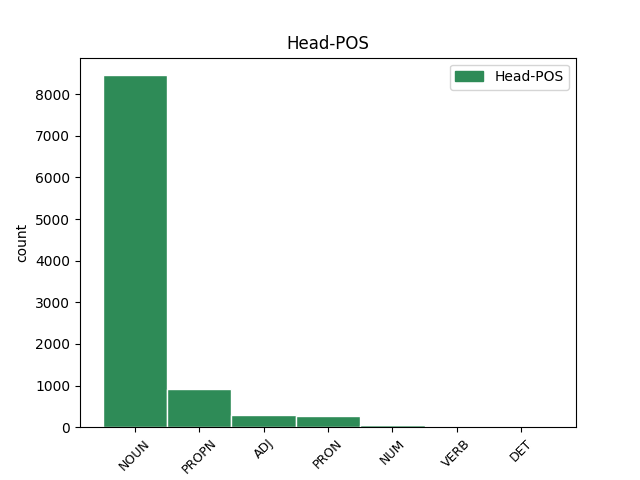 Head-POS
Head-POS
count
8000
7000
6000
5000
4000
3000
2000
1000
0
NOUN
PROPN
ADJ
PRON
NUM
VERB
DET